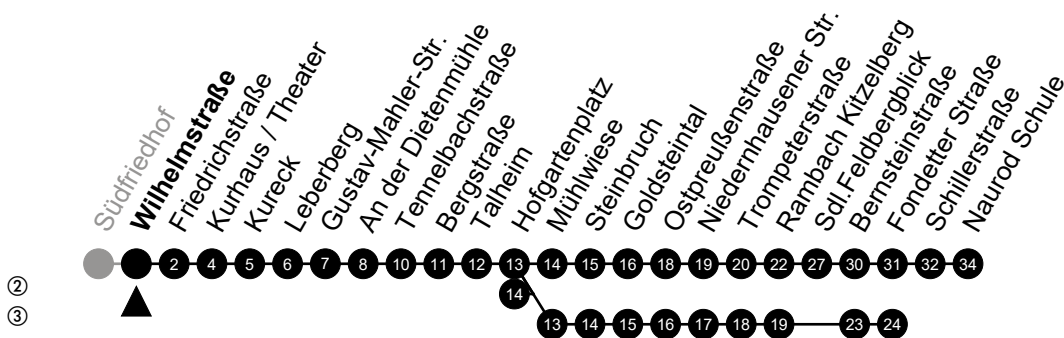 Südfriedhof
Wilhelmstraße
Friedrichstraße
Kurhaus / Theater
Kureck
Leberberg
Gustav-Mahler-Str.
An der Dietenmühle
Tennelbachstraße
Bergstraße
Talheim
Hofgartenplatz
Mühlwiese
Steinbruch
Goldsteintal
Ostpreußenstraße
Niedernhausener Str.
Trompeterstraße
Rambach Kitzelberg
Sdl.Feldbergblick
Bernsteinstraße
Fondetter Straße
Schillerstraße
Naurod Schule
2 4 5 6 7 8 10 11 12 13 14 15 16 18 19 20 22 27 30 31 32 34
② 14
③ 13 14 15 16 17 18 19 23 24